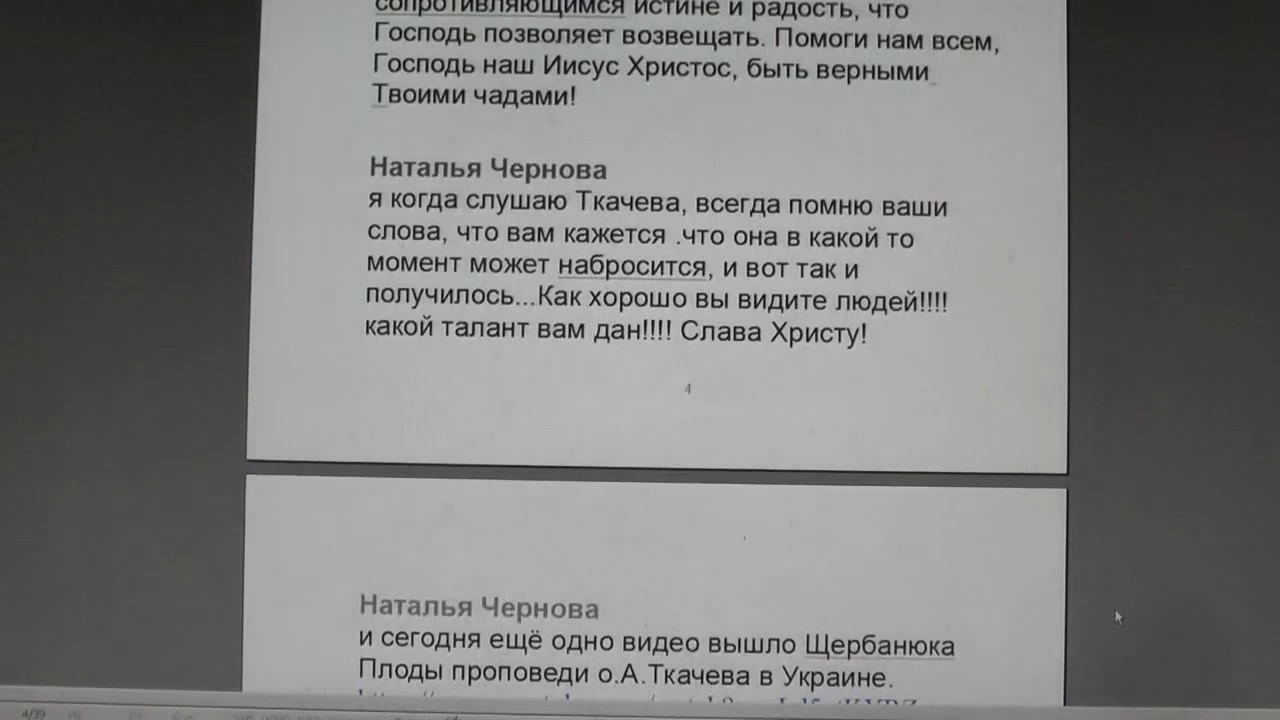 сопротивляющимся истине и радость, что
Господь позволяет возвещать. Помоги нам всем,
Господь наш Иисус Христос, быть верными
Твоими чадами!
Наталья Чернова
я когда слушаю Ткачева, всегда помню ваши
слова, что вам кажется .что она в какой то
момент может набросится, и вот так и
получилось...Как хорошо вы видите людей!!!!
какой талант вам дан!!!! Слава Христу!
4
Наталья Чернова
и сегодня ещё одно видео вышло Щербанюка
Плоды проповеди о.А.Ткачева в Украине.
4/39